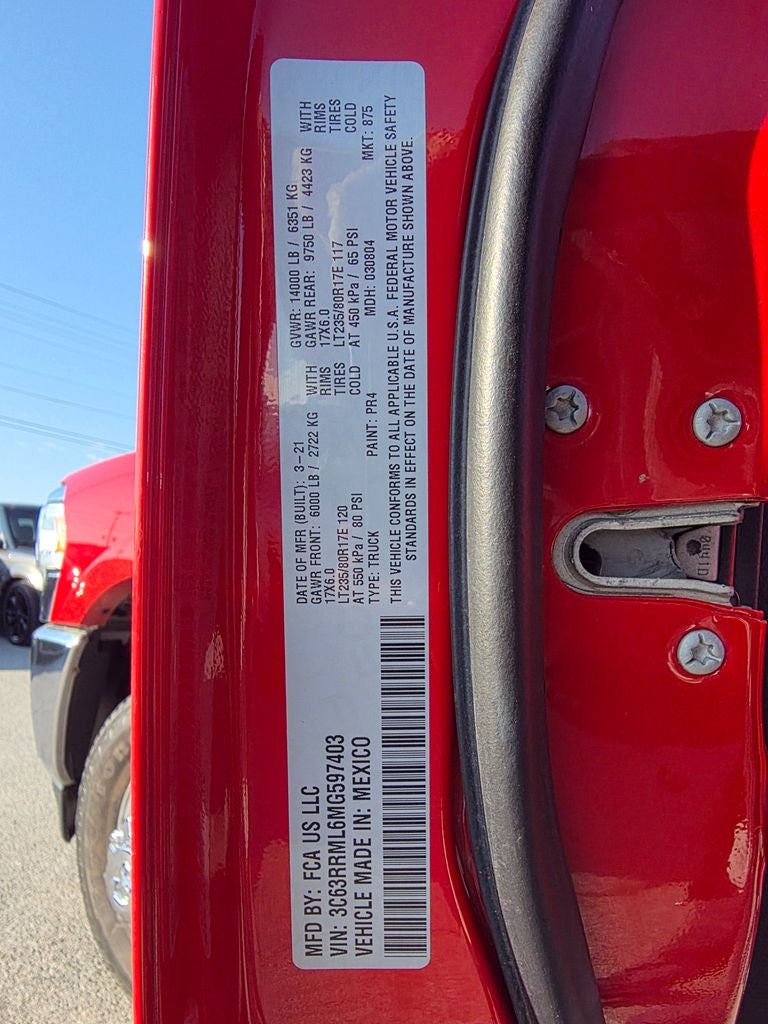 MFD BY: FCA US LLC
VIN: 3C63RRML6MG597403
VEHICLE MADE IN: MEXICO
DATE OF MFR (BUILT): 3-21 GVWR: 14000 LB / 6351 KG
GAWR FRONT: 6000 LB / 2722 KG WITH GAWR REAR: 9750 LB / 4423 KG WITH
17X6.0 RIMS 17X6.0 RIMS
LT235/80R17E 120 TIRES LT235/80R17E 117 TIRES
AT 550 kPa / 80 PSI COLD AT 450 kPa / 65 PSI COLD
TYPE: TRUCK PAINT: PR4 MDH: 030804 MKT: 875
THIS VEHICLE CONFORMS TO ALL APPLICABLE U.S.A. FEDERAL MOTOR VEHICLE SAFETY
STANDARDS IN EFFECT ON THE DATE OF MANUFACTURE SHOWN ABOVE.